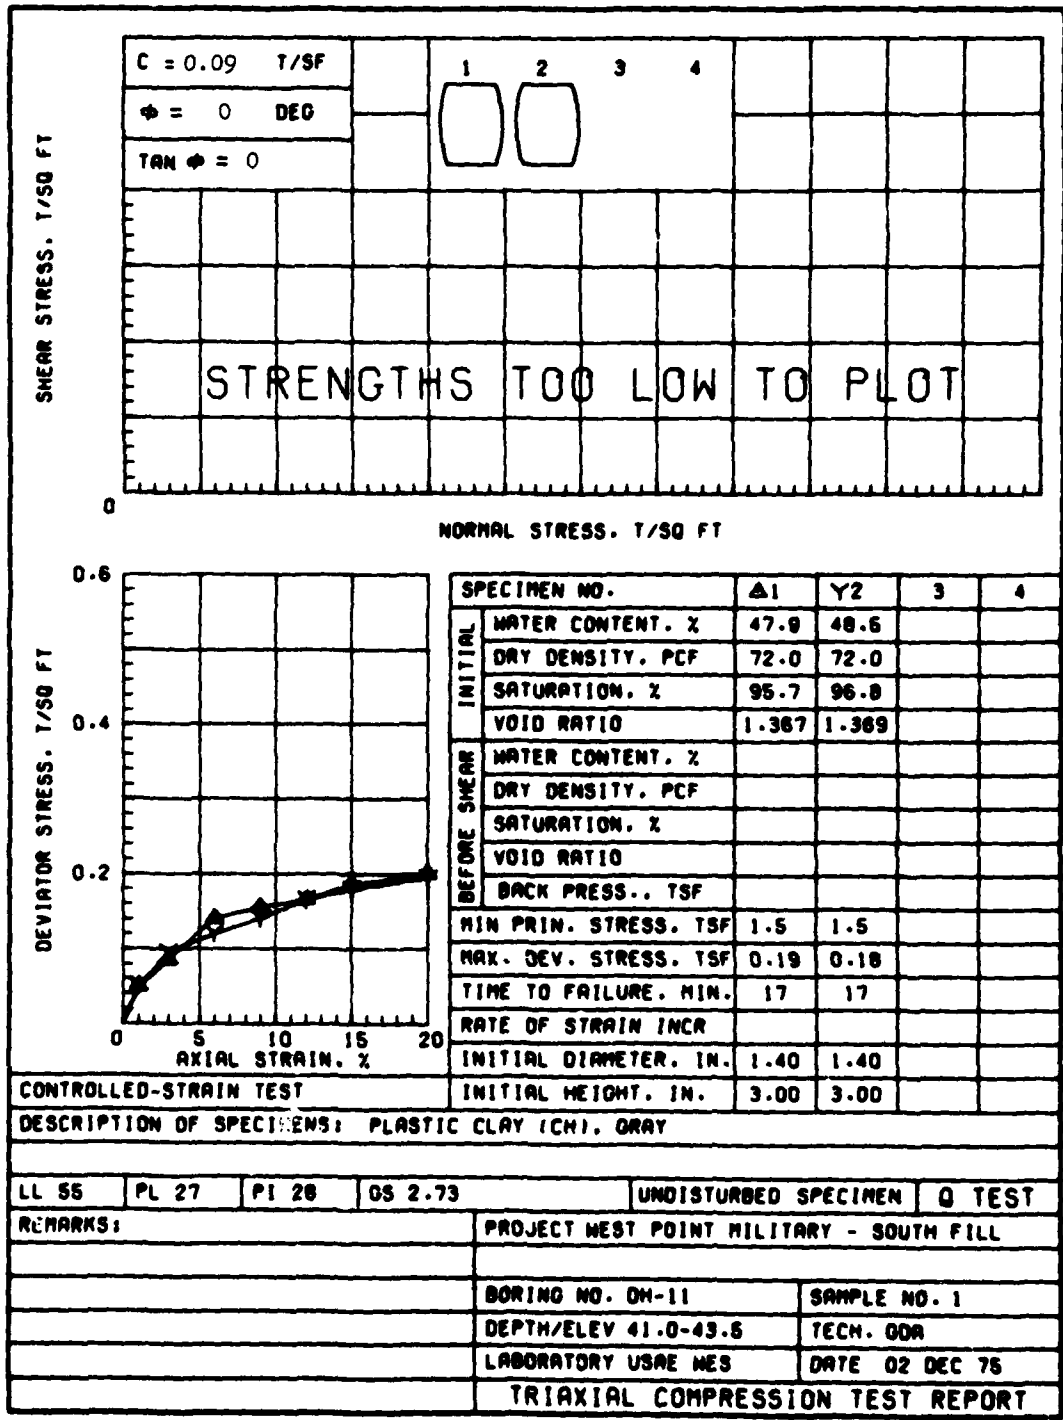 C = 0.09 T/SF
ϕ = 0 DEG
TAN ϕ = 0
1 2 3 4
SHEAR STRESS. T/SQ FT
STRENGTHS TOO LOW TO PLOT
0
NORMAL STRESS. T/SQ FT
DEVIATOR STRESS. T/SQ FT
0.6
0.4
0.2
0 5 10 15 20
AXIAL STRAIN. %
SPECIMEN NO. 1 Y2 3 4
INITIAL
WATER CONTENT. % 47.9 48.5
DRY DENSITY. PCF 72.0 72.0
SATURATION. % 95.7 96.8
VOID RATIO 1.367 1.369
BEFORE SHEAR
WATER CONTENT. %
DRY DENSITY. PCF
SATURATION. %
VOID RATIO
BACK PRESS.. TSF
MIN PRIN. STRESS. TSF 1.5 1.5
MAX. DEV. STRESS. TSF 0.19 0.18
TIME TO FAILURE. MIN. 17 17
RATE OF STRAIN INCR
INITIAL DIAMETER. IN. 1.40 1.40
CONTROLLED-STRAIN TEST INITIAL HEIGHT. IN. 3.00 3.00
DESCRIPTION OF SPECIMENS: PLASTIC CLAY (CH). GRAY
LL 55 PL 27 PI 28 GS 2.73 UNDISTURBED SPECIMEN Q TEST
REMARKS: PROJECT WEST POINT MILITARY - SOUTH FILL
BORING NO. DH-11 SAMPLE NO. 1
DEPTH/ELEV 41.0-43.5 TECH. GDA
LABORATORY USAE WES DATE 02 DEC 75
TRIAXIAL COMPRESSION TEST REPORT